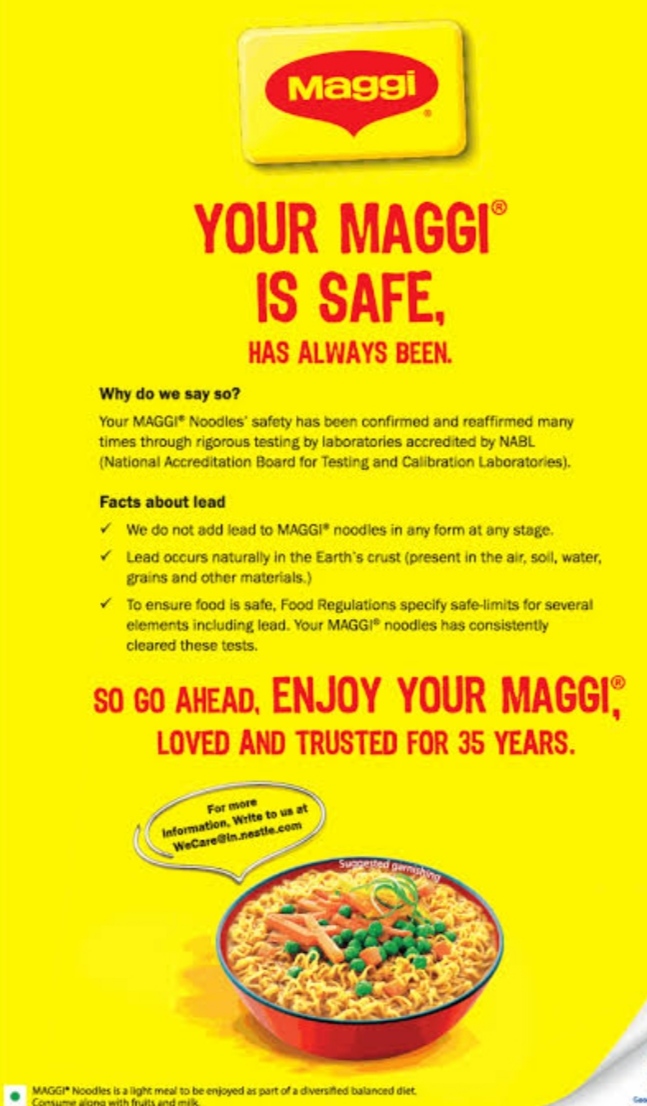 Maggi
®
YOUR MAGGI®
IS SAFE,
HAS ALWAYS BEEN.
Why do we say so?
Your MAGGI® Noodles' safety has been confirmed and reaffirmed many
times through rigorous testing by laboratories accredited by NABL
(National Accreditation Board for Testing and Calibration Laboratories).
Facts about lead
✓ We do not add lead to MAGGI® noodles in any form at any stage.
✓ Lead occurs naturally in the Earth's crust (present in the air, soil, water,
grains and other materials.)
✓ To ensure food is safe, Food Regulations specify safe-limits for several
elements including lead. Your MAGGI® noodles has consistently
cleared these tests.
SO GO AHEAD, ENJOY YOUR MAGGI®,
LOVED AND TRUSTED FOR 35 YEARS.
For more
Information, Write to us at
WeCare@in.nestle.com
Suggested garnishing
MAGGI® Noodles is a light meal to be enjoyed as part of a diversified balanced diet.
Consume along with fruits and milk.